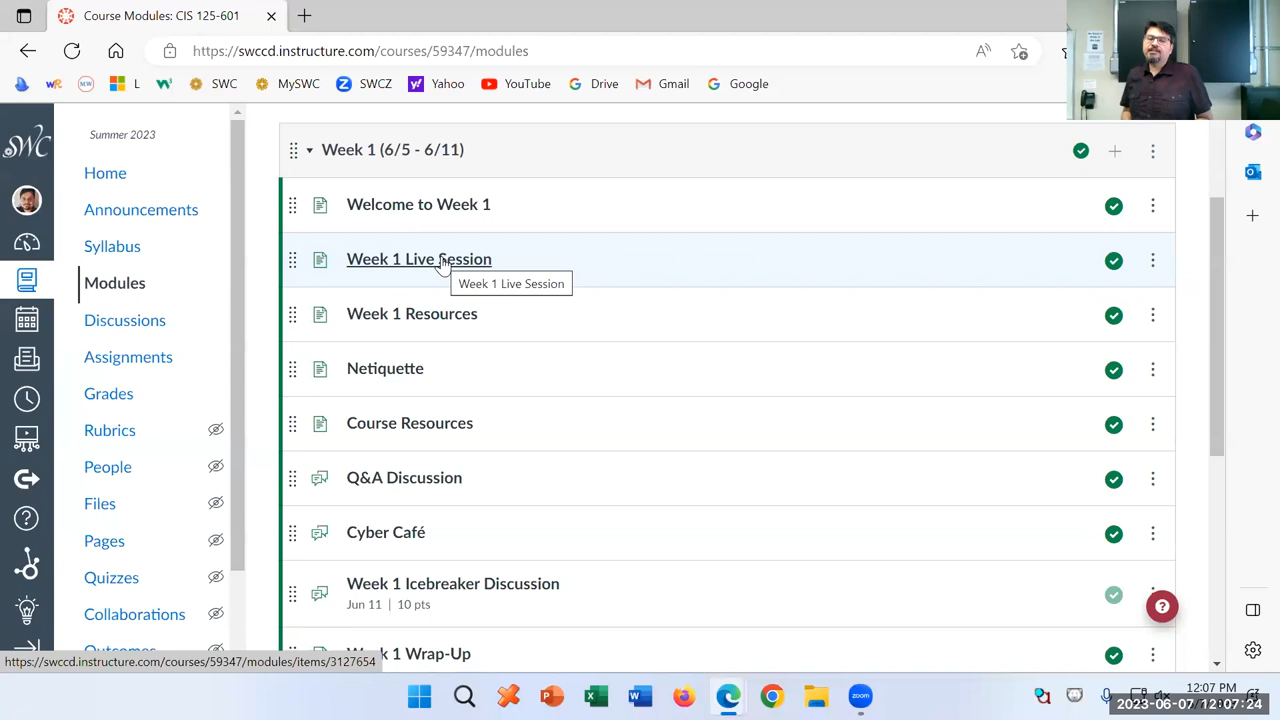 Course Modules: CIS 125-601
https://swccd.instructure.com/courses/59347/modules
L
SWC
MySWC
SWCZ
Yahoo
YouTube
Drive
Gmail
Google
SWC
Summer 2023
Home
Announcements
Syllabus
Modules
Discussions
Assignments
Grades
Rubrics
People
Files
Pages
Quizzes
Collaborations
Outcomes
Week 1 (6/5 - 6/11)
Welcome to Week 1
Week 1 Live Session
Week 1 Live Session
Week 1 Resources
Netiquette
Course Resources
Q&A Discussion
Cyber Café
Week 1 Icebreaker Discussion
Jun 11 | 10 pts
1 Wrap-Up
https://swccd.instructure.com/courses/59347/modules/items/3127654
zoom
12:07 PM
2023-06-07 12:07:24